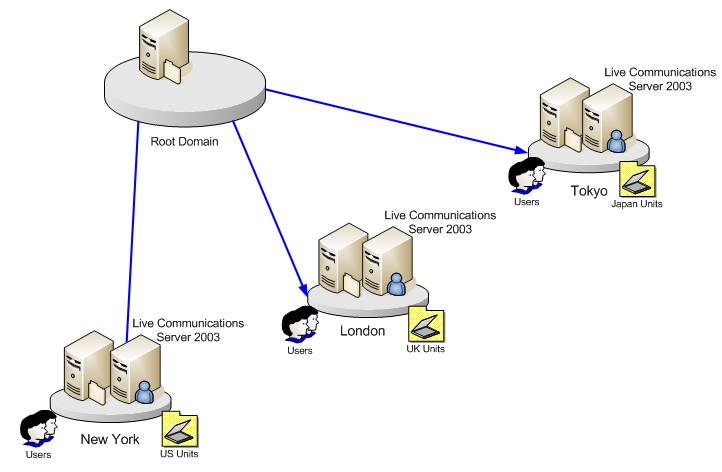 Root Domain
Live Communications
Server 2003
Users
Tokyo
Japan Units
Live Communications
Server 2003
Users
London
UK Units
Live Communications
Server 2003
Users
New York
US Units